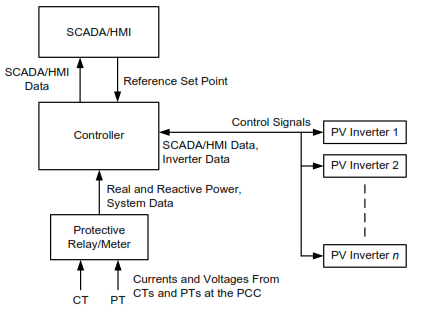 SCADA/HMI
SCADA/HMI
Data
Reference Set Point
Controller
Control Signals
SCADA/HMI Data,
Inverter Data
PV Inverter 1
PV Inverter 2
PV Inverter n
Real and Reactive Power,
System Data
Protective
Relay/Meter
Currents and Voltages From
CTs and PTs at the PCC
CT
PT